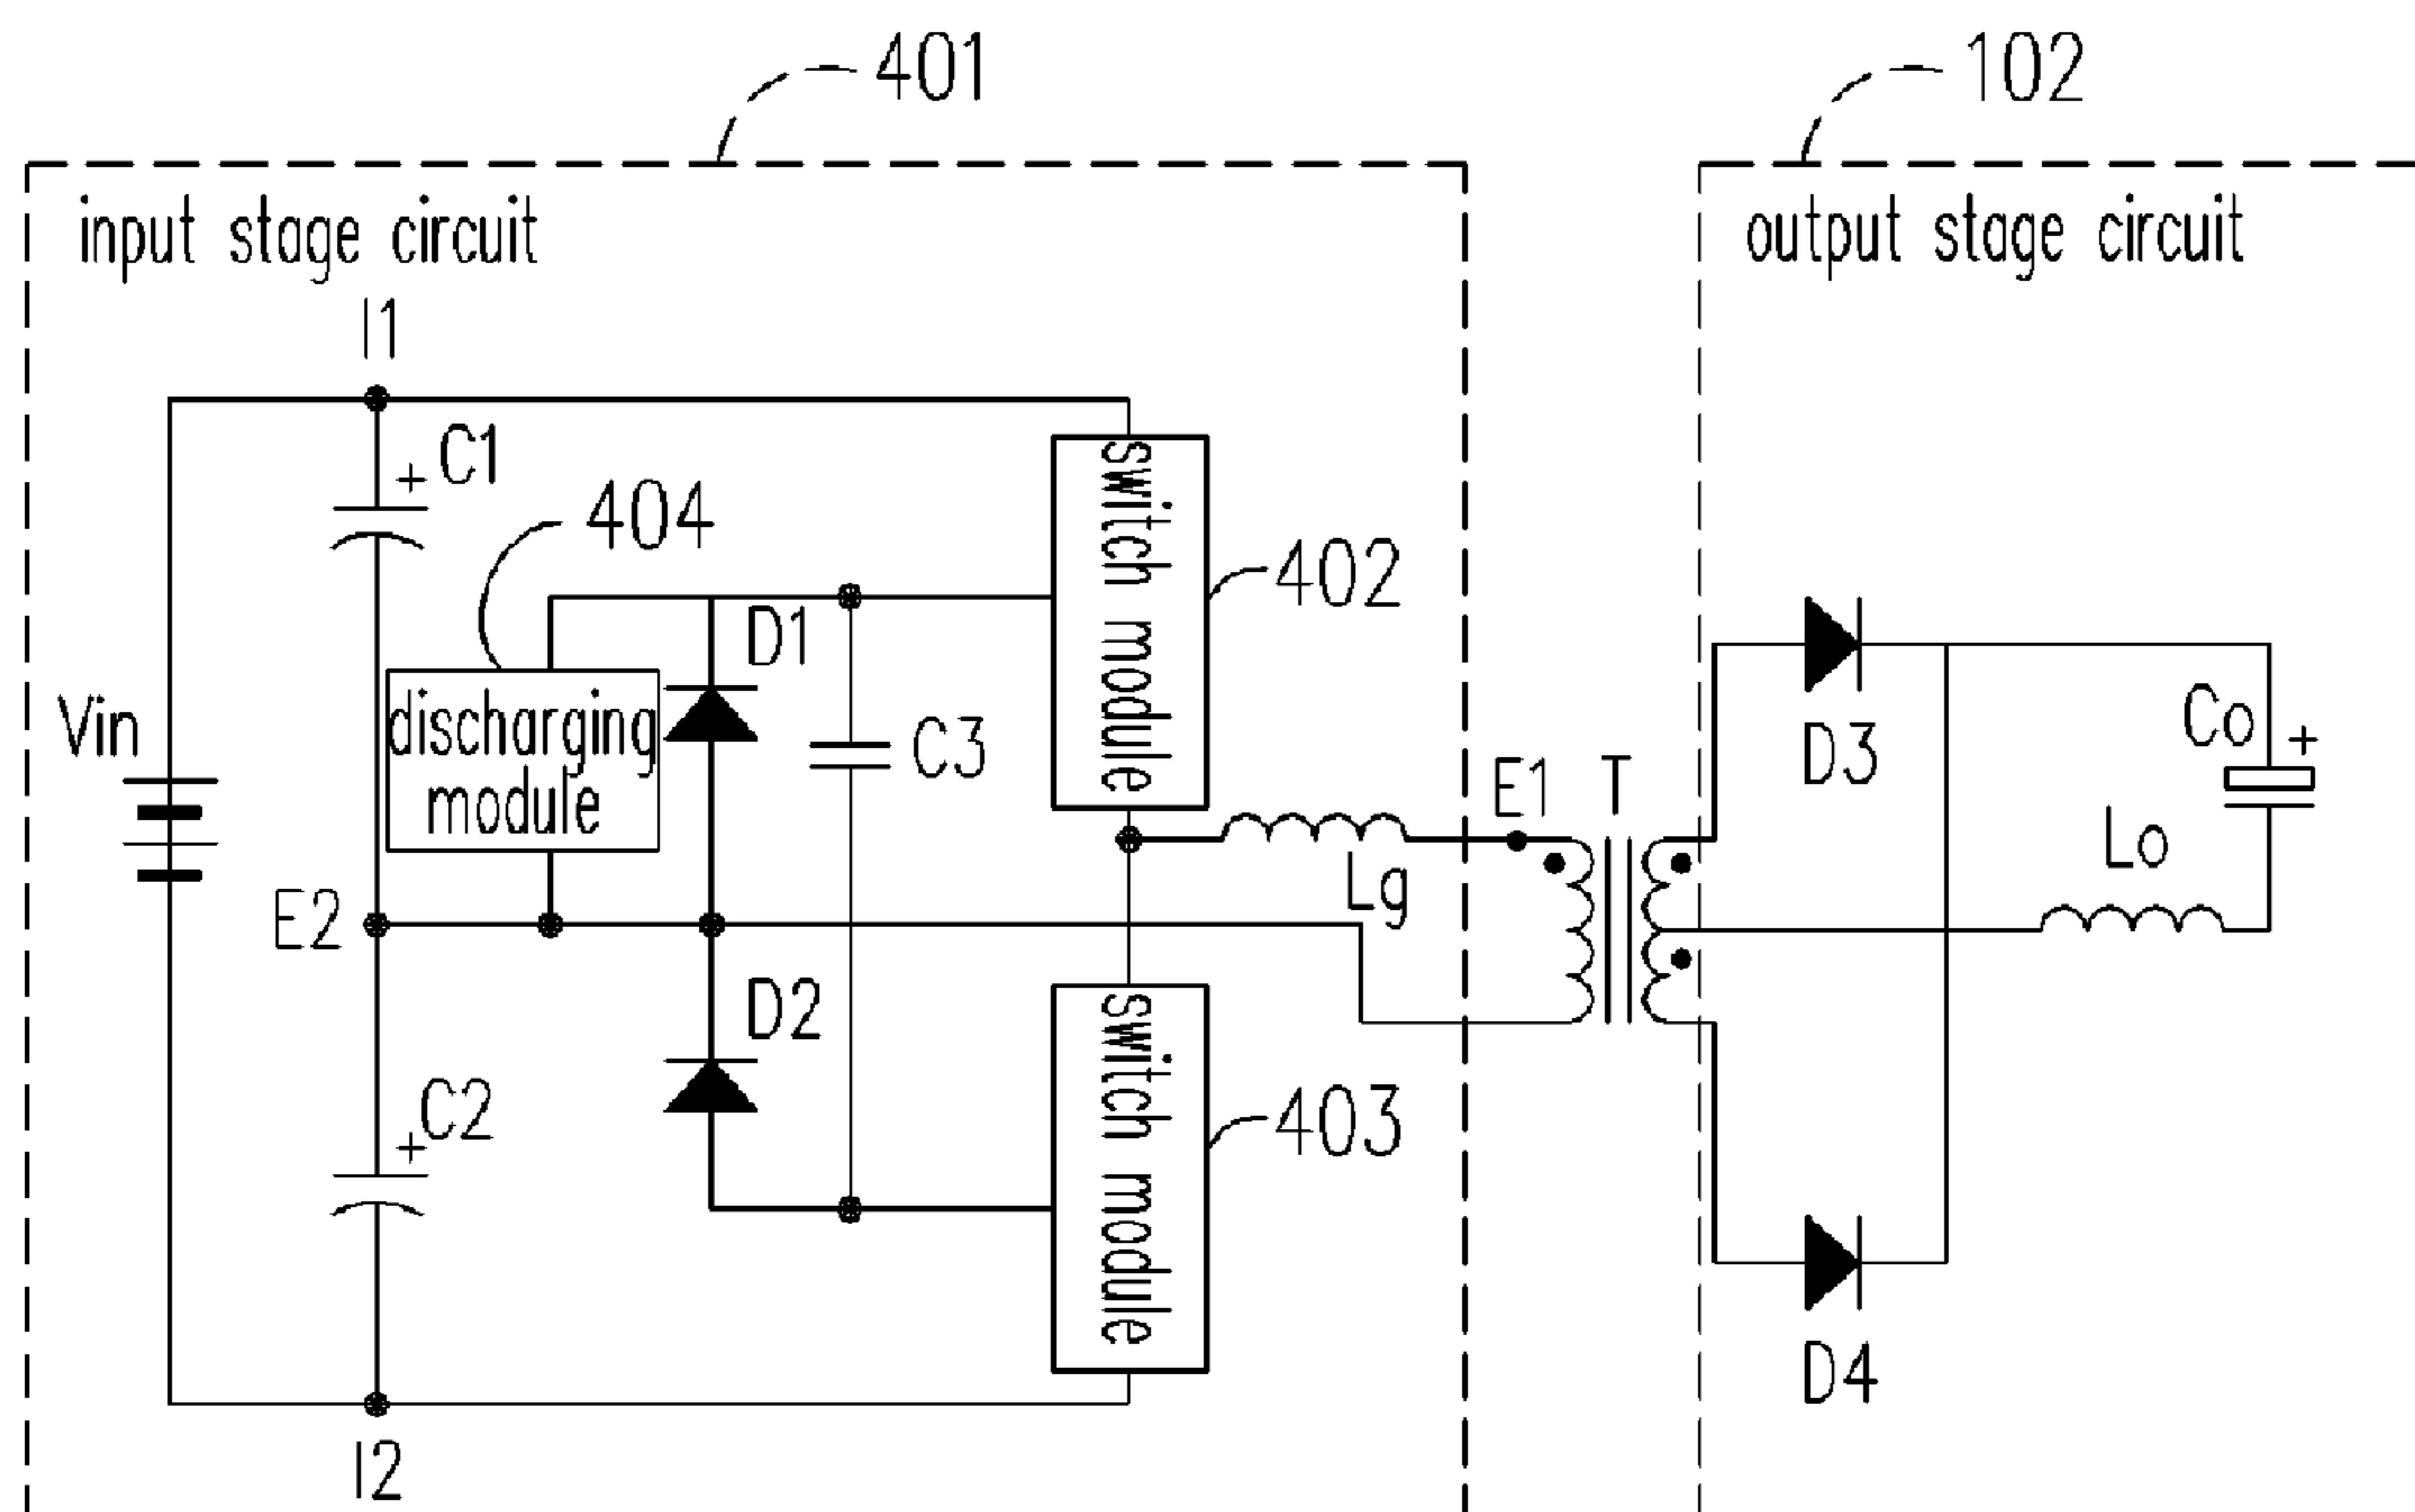 401
102
input stage circuit
output stage circuit
I1
C1
+
404
switch module
402
D1
discharging
module
Vin
C3
D3
Co
+
E1
T
Lg
Lo
E2
D2
switch module
403
C2
+
D4
I2